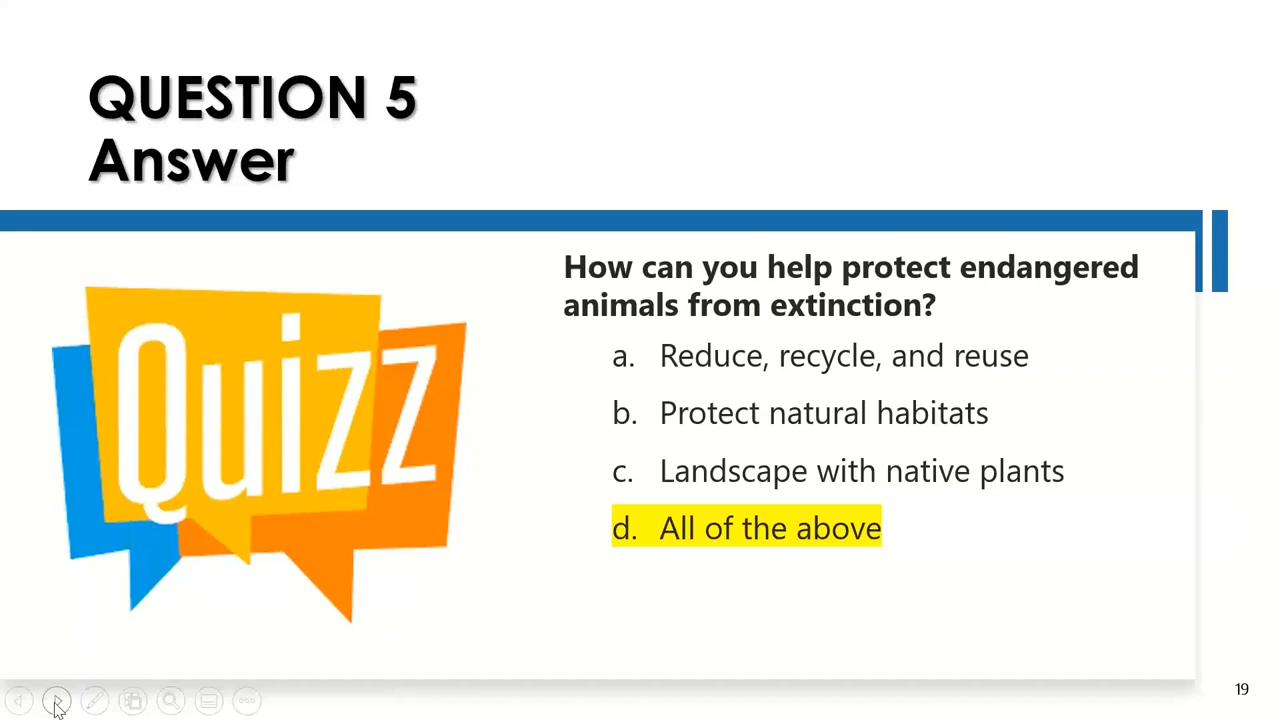 QUESTION 5
Answer
Quizz
How can you help protect endangered
animals from extinction?
a. Reduce, recycle, and reuse
b. Protect natural habitats
c. Landscape with native plants
d. All of the above
19